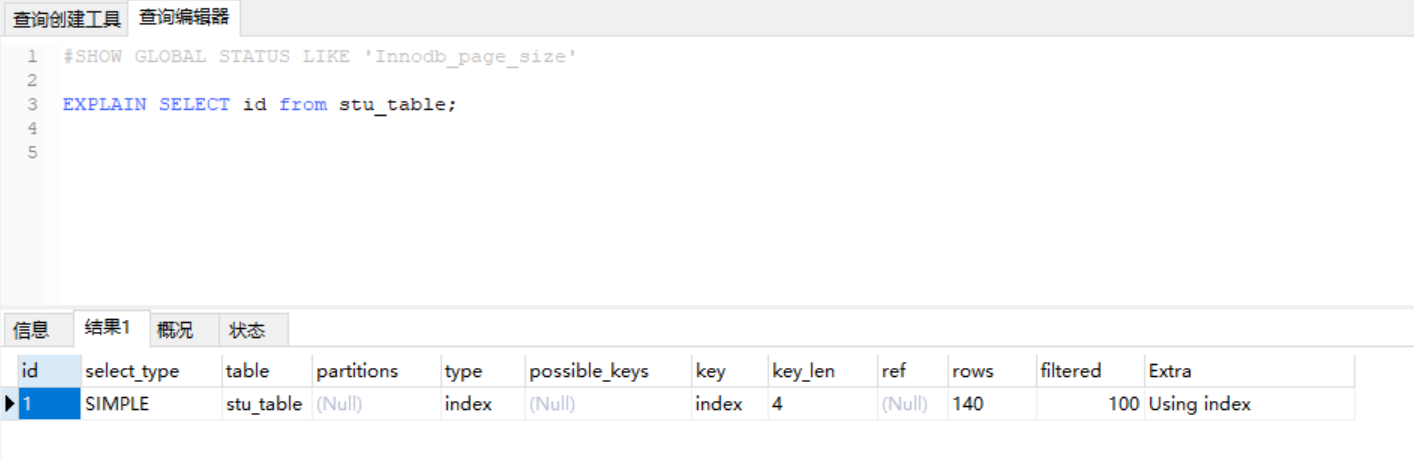 查询创建工具 查询编辑器
1 #SHOW GLOBAL STATUS LIKE 'Innodb_page_size'
2
3 EXPLAIN SELECT id from stu_table;
4
5
信息 结果1 概况 状态
id select_type table partitions type possible_keys key key_len ref rows filtered Extra
1 SIMPLE stu_table (Null) index (Null) index 4 (Null) 140 100 Using index